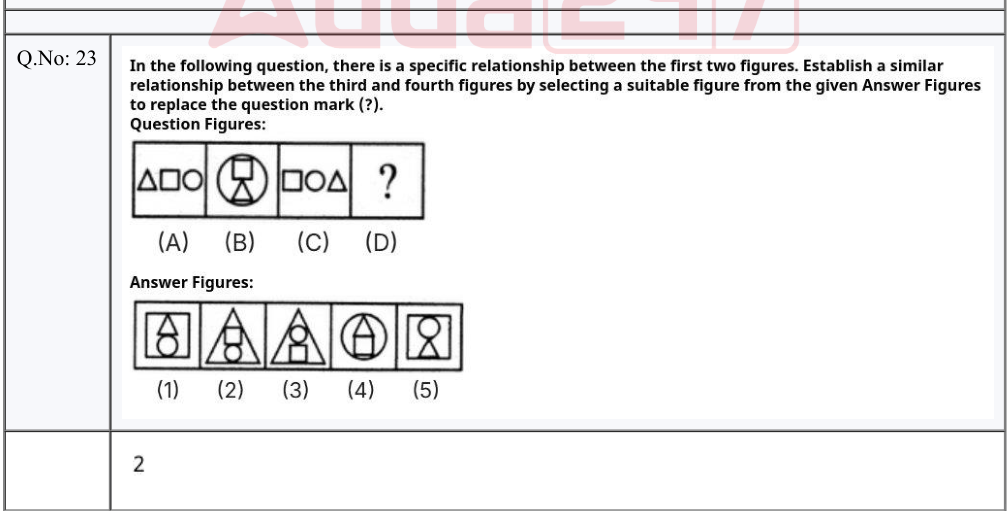 Adda247
Q.No: 23
In the following question, there is a specific relationship between the first two figures. Establish a similar
relationship between the third and fourth figures by selecting a suitable figure from the given Answer Figures
to replace the question mark (?).
Question Figures:
?
(A) (B) (C) (D)
Answer Figures:
(1) (2) (3) (4) (5)
2